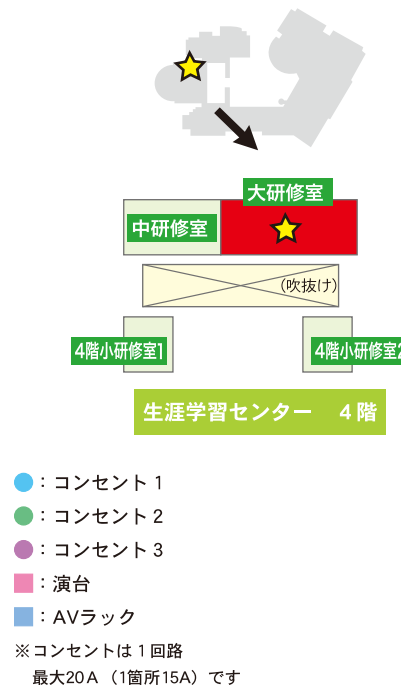 大研修室
中研修室
(吹抜け)
4階小研修室1
4階小研修室2
生涯学習センター　4階
：コンセント 1
：コンセント 2
：コンセント 3
：演台
：AVラック
※コンセントは1回路
最大20A（1箇所15A）です